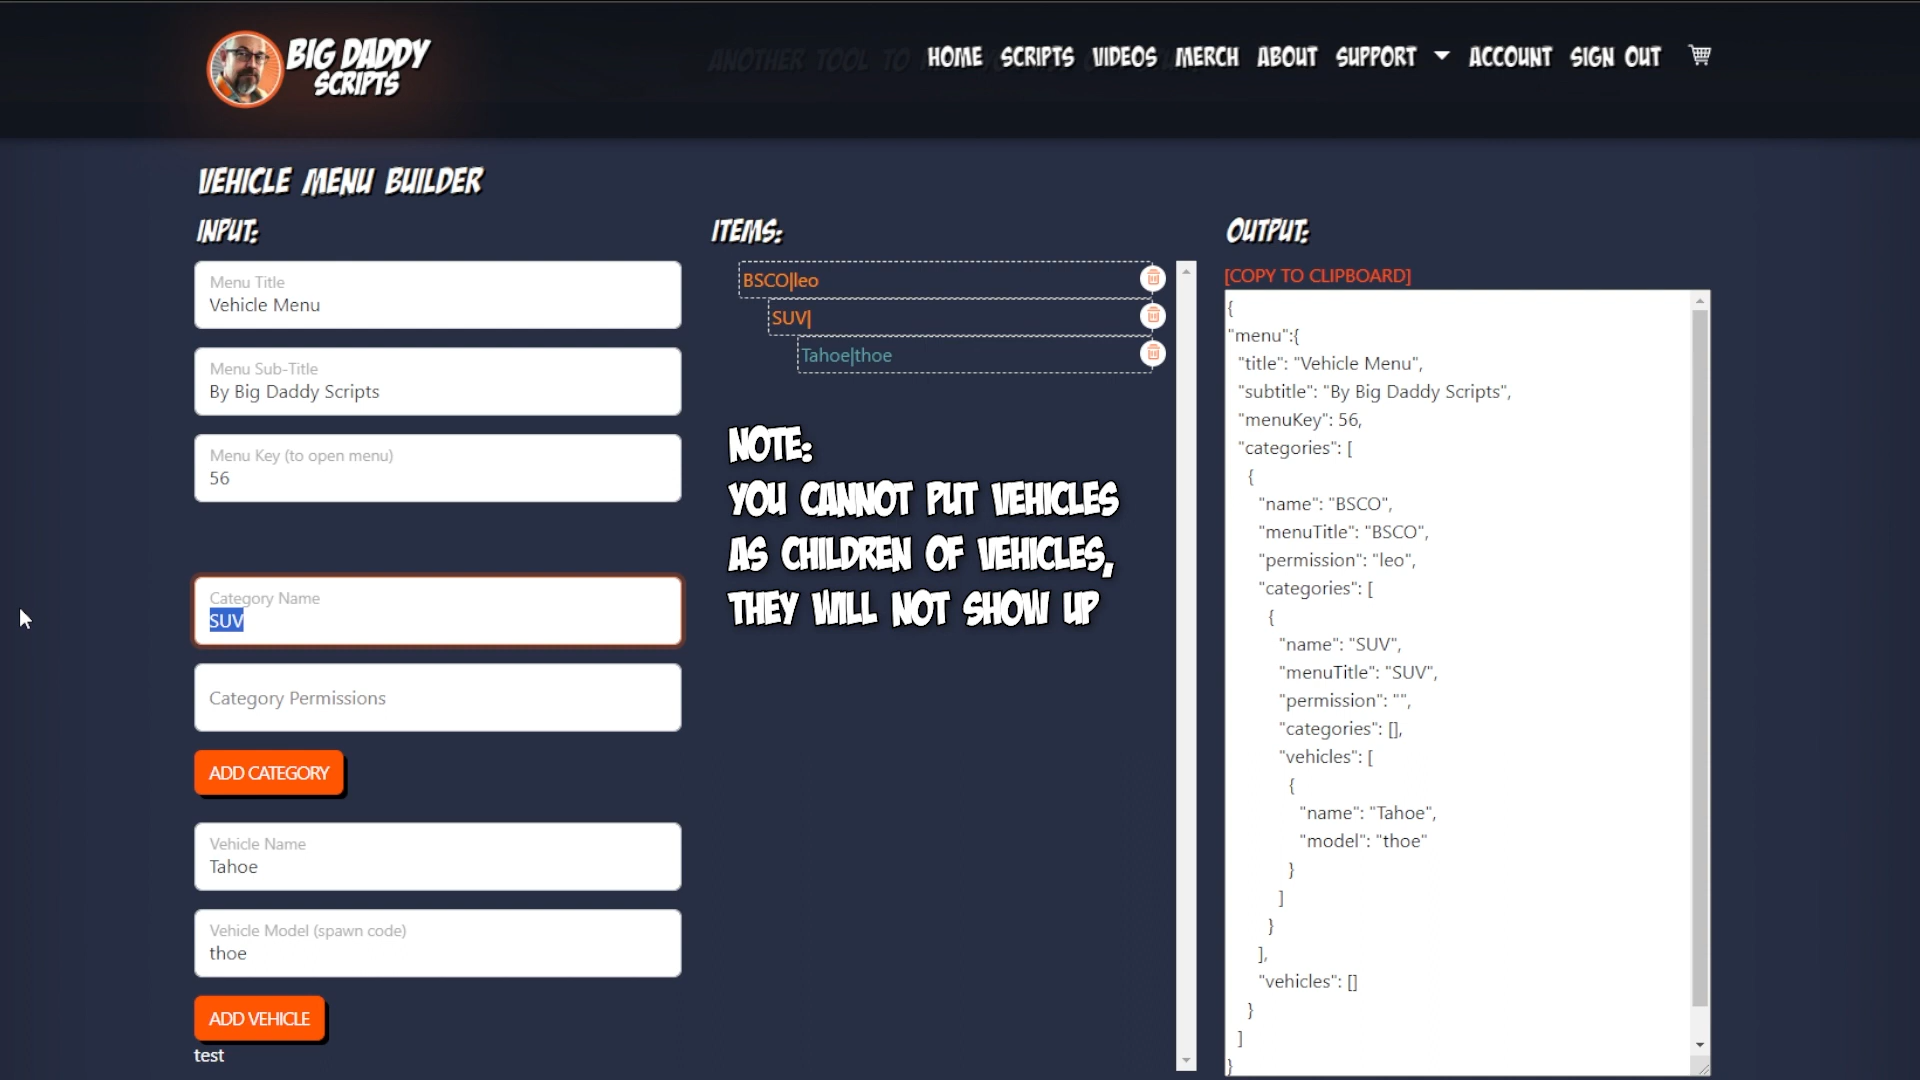 BIG DADDY
SCRIPTS
ANOTHER TOOL TO
HOME SCRIPTS VIDEOS MERCH ABOUT SUPPORT ACCOUNT SIGN OUT
VEHICLE MENU BUILDER
INPUT:
Menu Title
Vehicle Menu
Menu Sub-Title
By Big Daddy Scripts
Menu Key (to open menu)
56
Category Name
SUV
Category Permissions
ADD CATEGORY
Vehicle Name
Tahoe
Vehicle Model (spawn code)
thoe
ADD VEHICLE
test
ITEMS:
BSCO|leo
SUV|
Tahoe|thoe
NOTE:
YOU CANNOT PUT VEHICLES
AS CHILDREN OF VEHICLES,
THEY WILL NOT SHOW UP
OUTPUT:
[COPY TO CLIPBOARD]
{
"menu":{
"title": "Vehicle Menu",
"subtitle": "By Big Daddy Scripts",
"menuKey": 56,
"categories": [
{
"name": "BSCO",
"menuTitle": "BSCO",
"permission": "leo",
"categories": [
{
"name": "SUV",
"menuTitle": "SUV",
"permission": "",
"categories": [],
"vehicles": [
{
"name": "Tahoe",
"model": "thoe"
}
]
}
],
"vehicles": []
}
]
}